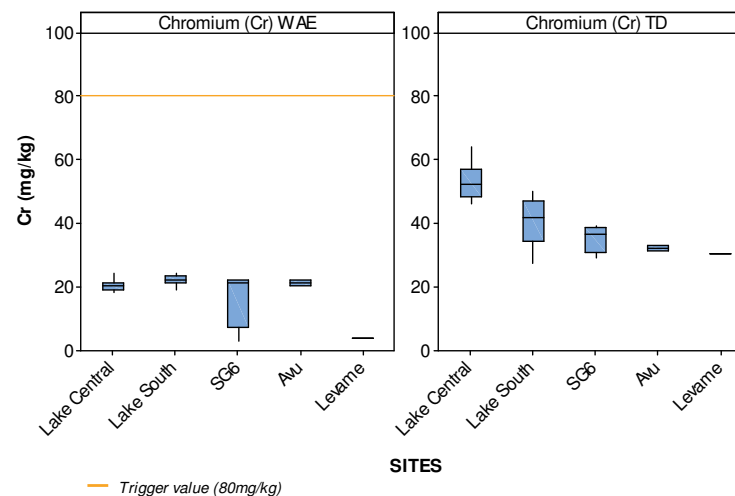 Chromium (Cr) WAE
Chromium (Cr) TD
Cr (mg/kg)
100
80
60
40
20
0
100
80
60
40
20
0
Lake Central
Lake South
SG6
Avu
Levame
Lake Central
Lake South
SG6
Avu
Levame
SITES
Trigger value (80mg/kg)